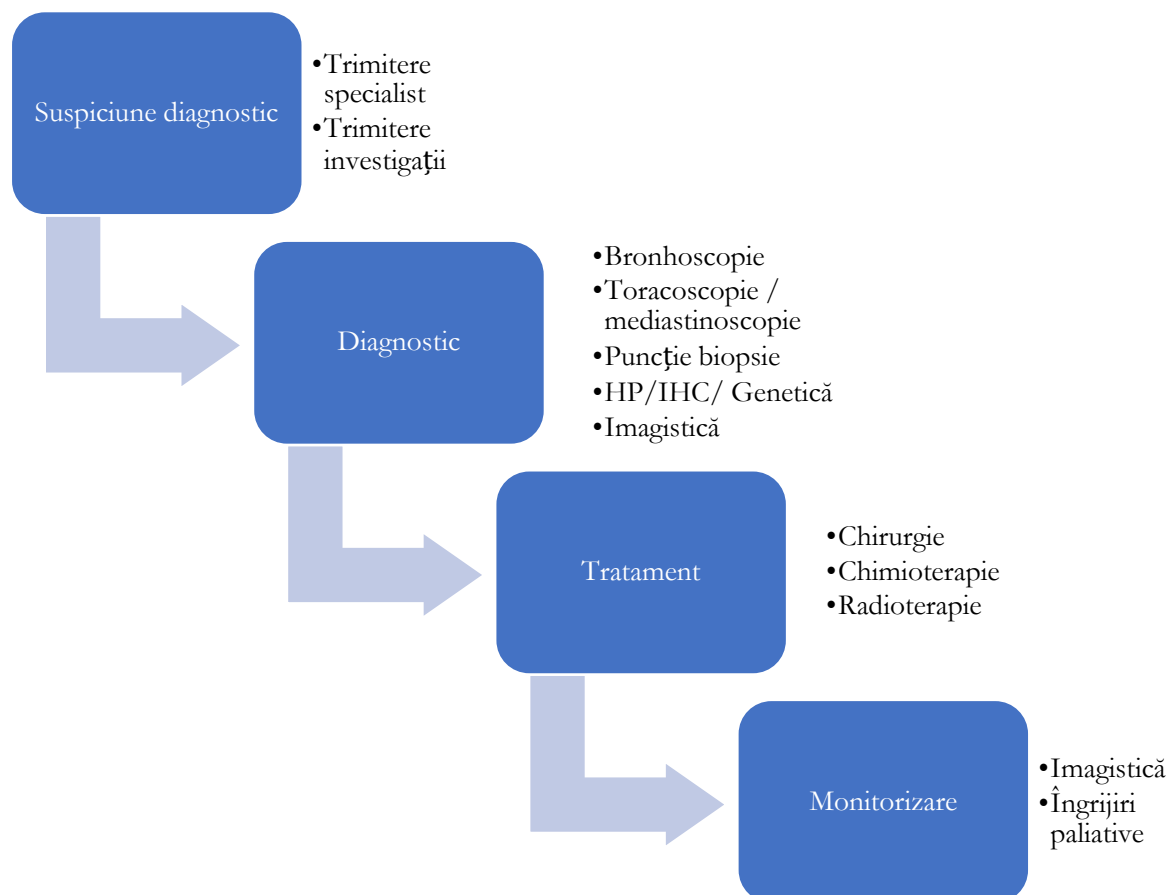 Suspiciune diagnostic
•Trimitere
specialist
•Trimitere
investigaţii
Diagnostic
•Bronhoscopie
•Toracoscopie /
mediastinoscopie
•Puncţie biopsie
•HP/IHC/ Genetică
•Imagistică
Tratament
•Chirurgie
•Chimioterapie
•Radioterapie
Monitorizare
•Imagistică
•Îngrijiri
paliative